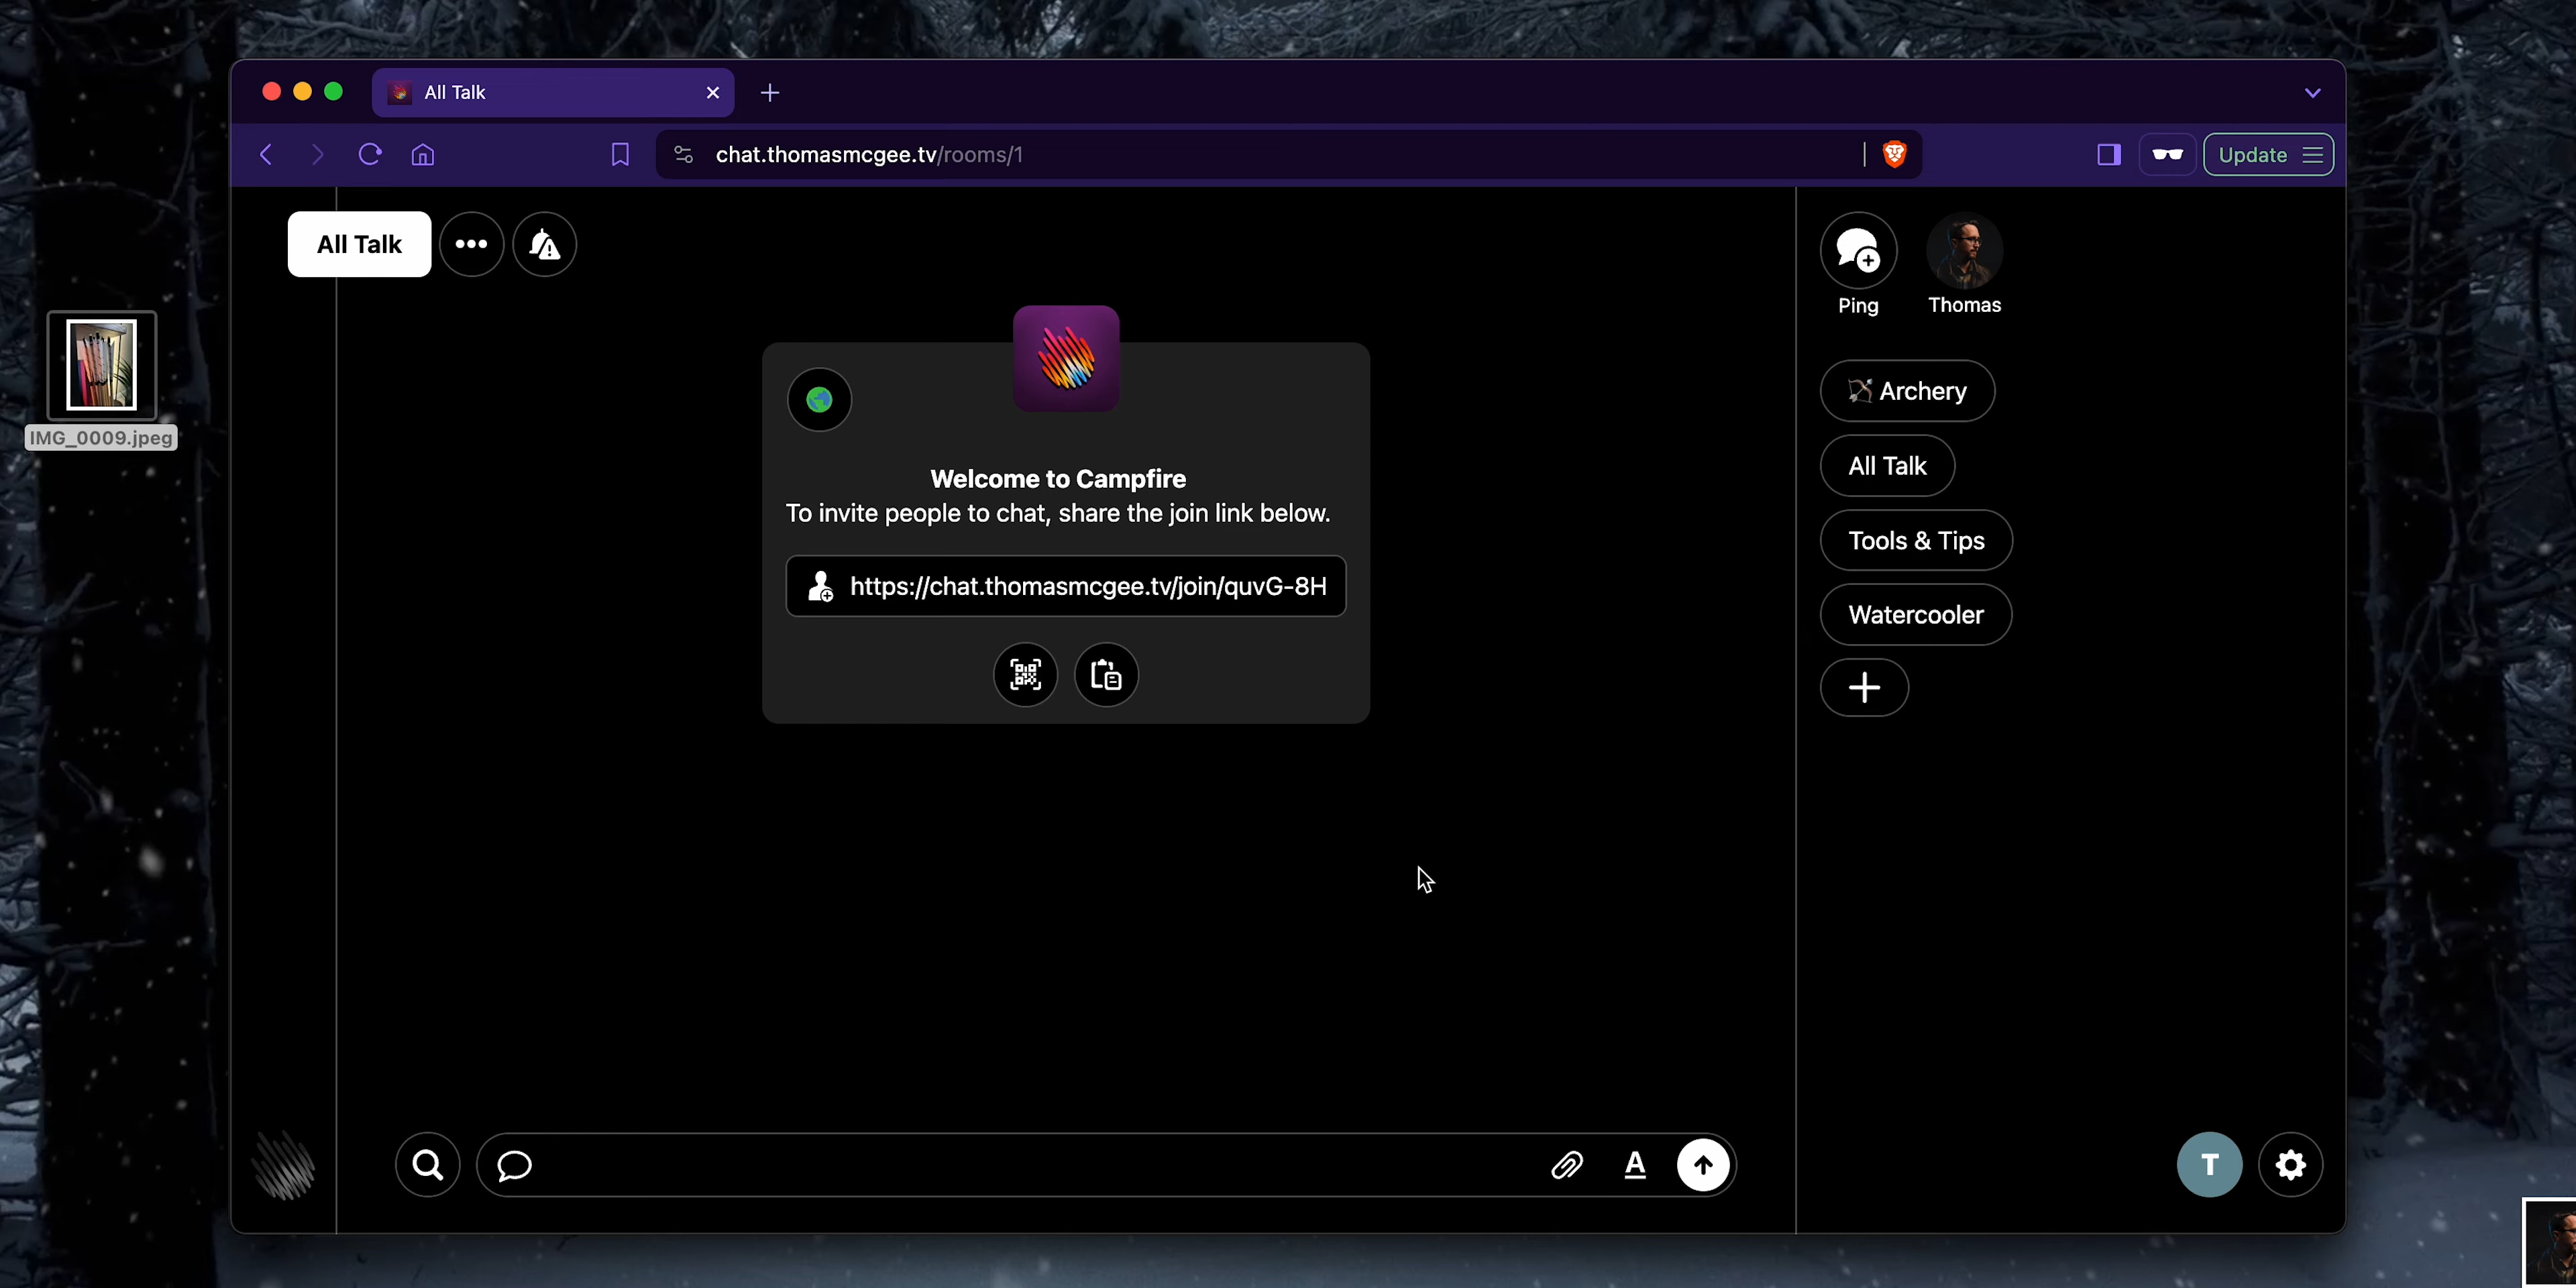 All Talk
chat.thomasmcgee.tv/rooms/1
Update
All Talk
Ping
Thomas
🏹 Archery
All Talk
Tools & Tips
Watercooler
IMG_0009.jpeg
Welcome to Campfire
To invite people to chat, share the join link below.
https://chat.thomasmcgee.tv/join/quvG-8H
A
T